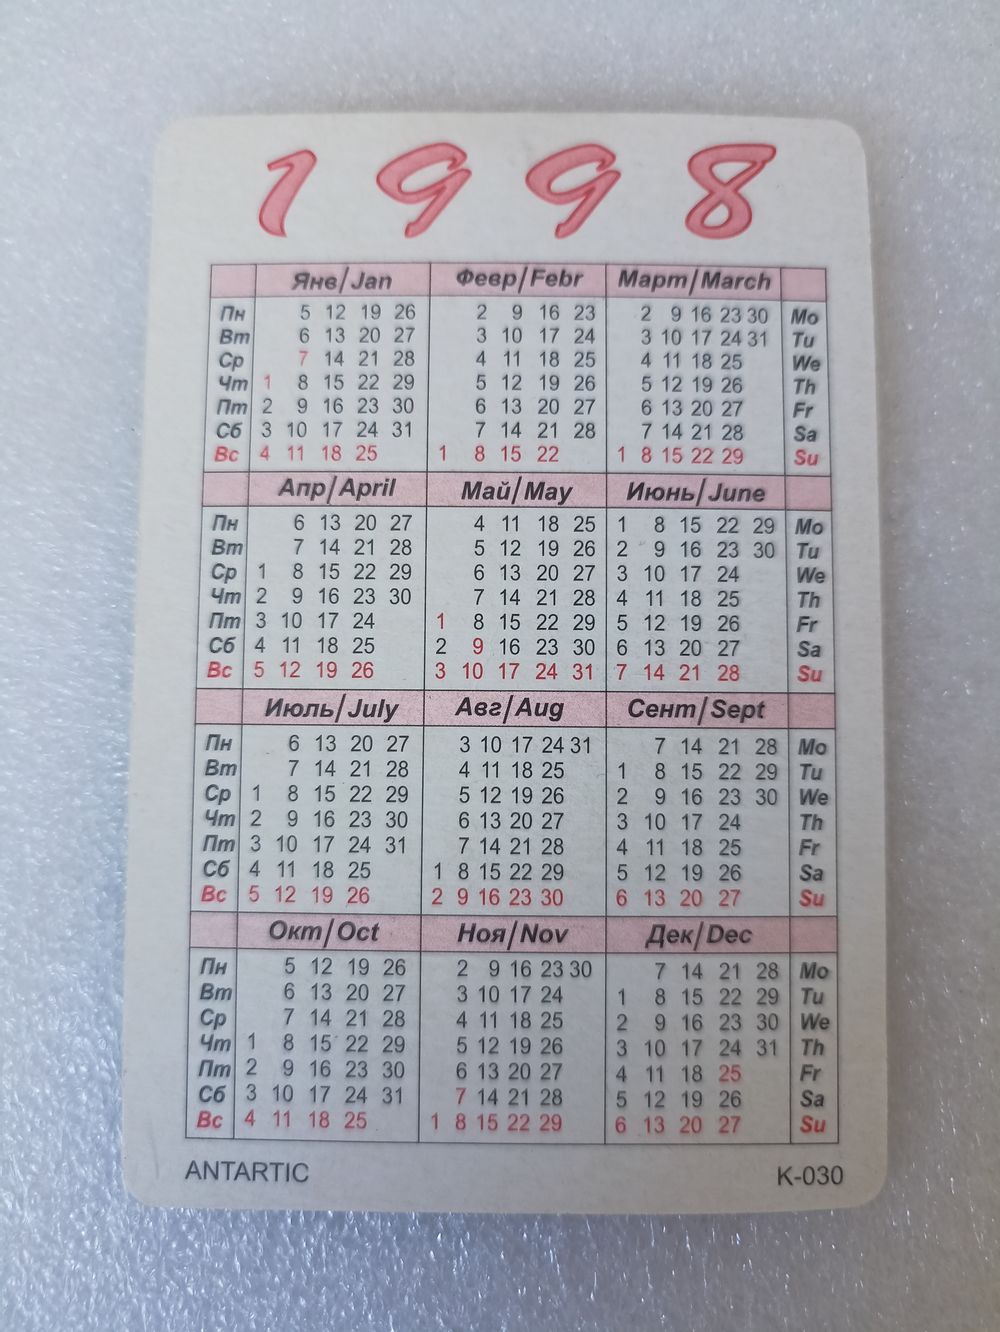 1998
Янв/Jan Февр/Febr Март/March
Пн 5 12 19 26 2 9 16 23 2 9 16 23 30 Mo
Вт 6 13 20 27 3 10 17 24 3 10 17 24 31 Tu
Ср 7 14 21 28 4 11 18 25 4 11 18 25 We
Чт 1 8 15 22 29 5 12 19 26 5 12 19 26 Th
Пт 2 9 16 23 30 6 13 20 27 6 13 20 27 Fr
Сб 3 10 17 24 31 7 14 21 28 7 14 21 28 Sa
Вс 4 11 18 25 1 8 15 22 1 8 15 22 29 Su
Апр/April Май/May Июнь/June
Пн 6 13 20 27 4 11 18 25 1 8 15 22 29 Mo
Вт 7 14 21 28 5 12 19 26 2 9 16 23 30 Tu
Ср 1 8 15 22 29 6 13 20 27 3 10 17 24 We
Чт 2 9 16 23 30 7 14 21 28 4 11 18 25 Th
Пт 3 10 17 24 1 8 15 22 29 5 12 19 26 Fr
Сб 4 11 18 25 2 9 16 23 30 6 13 20 27 Sa
Вс 5 12 19 26 3 10 17 24 31 7 14 21 28 Su
Июль/July Авг/Aug Сент/Sept
Пн 6 13 20 27 3 10 17 24 31 7 14 21 28 Mo
Вт 7 14 21 28 4 11 18 25 1 8 15 22 29 Tu
Ср 1 8 15 22 29 5 12 19 26 2 9 16 23 30 We
Чт 2 9 16 23 30 6 13 20 27 3 10 17 24 Th
Пт 3 10 17 24 31 7 14 21 28 4 11 18 25 Fr
Сб 4 11 18 25 1 8 15 22 29 5 12 19 26 Sa
Вс 5 12 19 26 2 9 16 23 30 6 13 20 27 Su
Окт/Oct Ноя/Nov Дек/Dec
Пн 5 12 19 26 2 9 16 23 30 7 14 21 28 Mo
Вт 6 13 20 27 3 10 17 24 1 8 15 22 29 Tu
Ср 7 14 21 28 4 11 18 25 2 9 16 23 30 We
Чт 1 8 15 22 29 5 12 19 26 3 10 17 24 31 Th
Пт 2 9 16 23 30 6 13 20 27 4 11 18 25 Fr
Сб 3 10 17 24 31 7 14 21 28 5 12 19 26 Sa
Вс 4 11 18 25 1 8 15 22 29 6 13 20 27 Su
ANTARTIC K-030